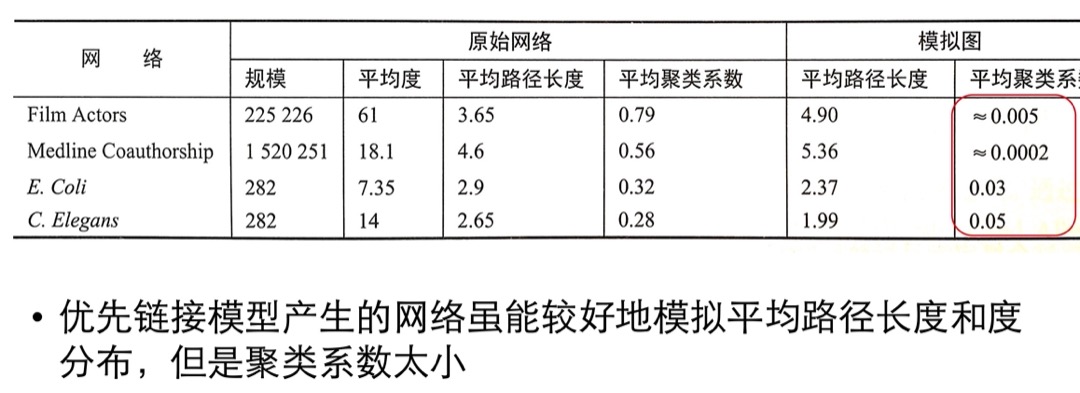 网 络 原始网络 模拟图
规模 平均度 平均路径长度 平均聚类系数 平均路径长度 平均聚类系
Film Actors 225 226 61 3.65 0.79 4.90 ≈0.005
Medline Coauthorship 1 520 251 18.1 4.6 0.56 5.36 ≈0.0002
E. Coli 282 7.35 2.9 0.32 2.37 0.03
C. Elegans 282 14 2.65 0.28 1.99 0.05
• 优先链接模型产生的网络虽能较好地模拟平均路径长度和度
分布，但是聚类系数太小